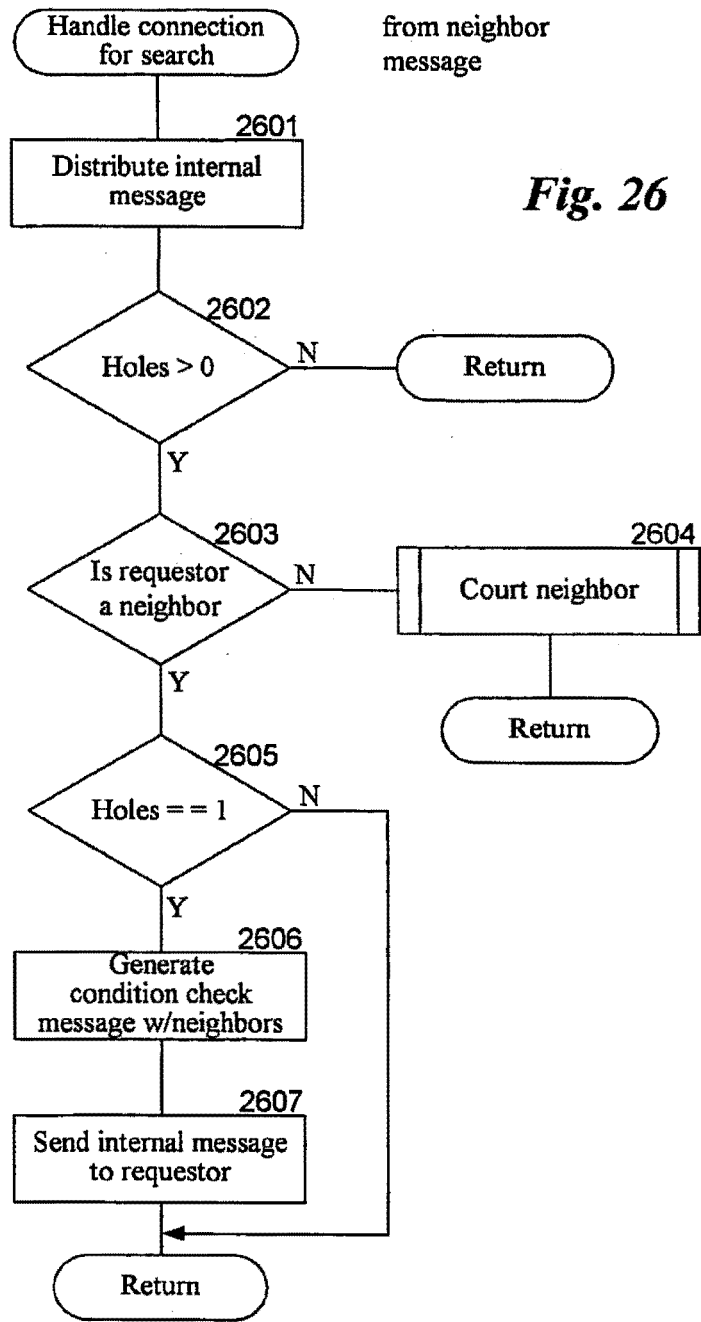 Handle connection
for search
from neighbor
message
2601
Distribute internal
message
Fig. 26
2602
Holes > 0
N
Return
Y
2603
Is requestor
a neighbor
N
2604
Court neighbor
Y
Return
2605
Holes = = 1
N
Y
2606
Generate
condition check
message w/neighbors
2607
Send internal message
to requestor
Return